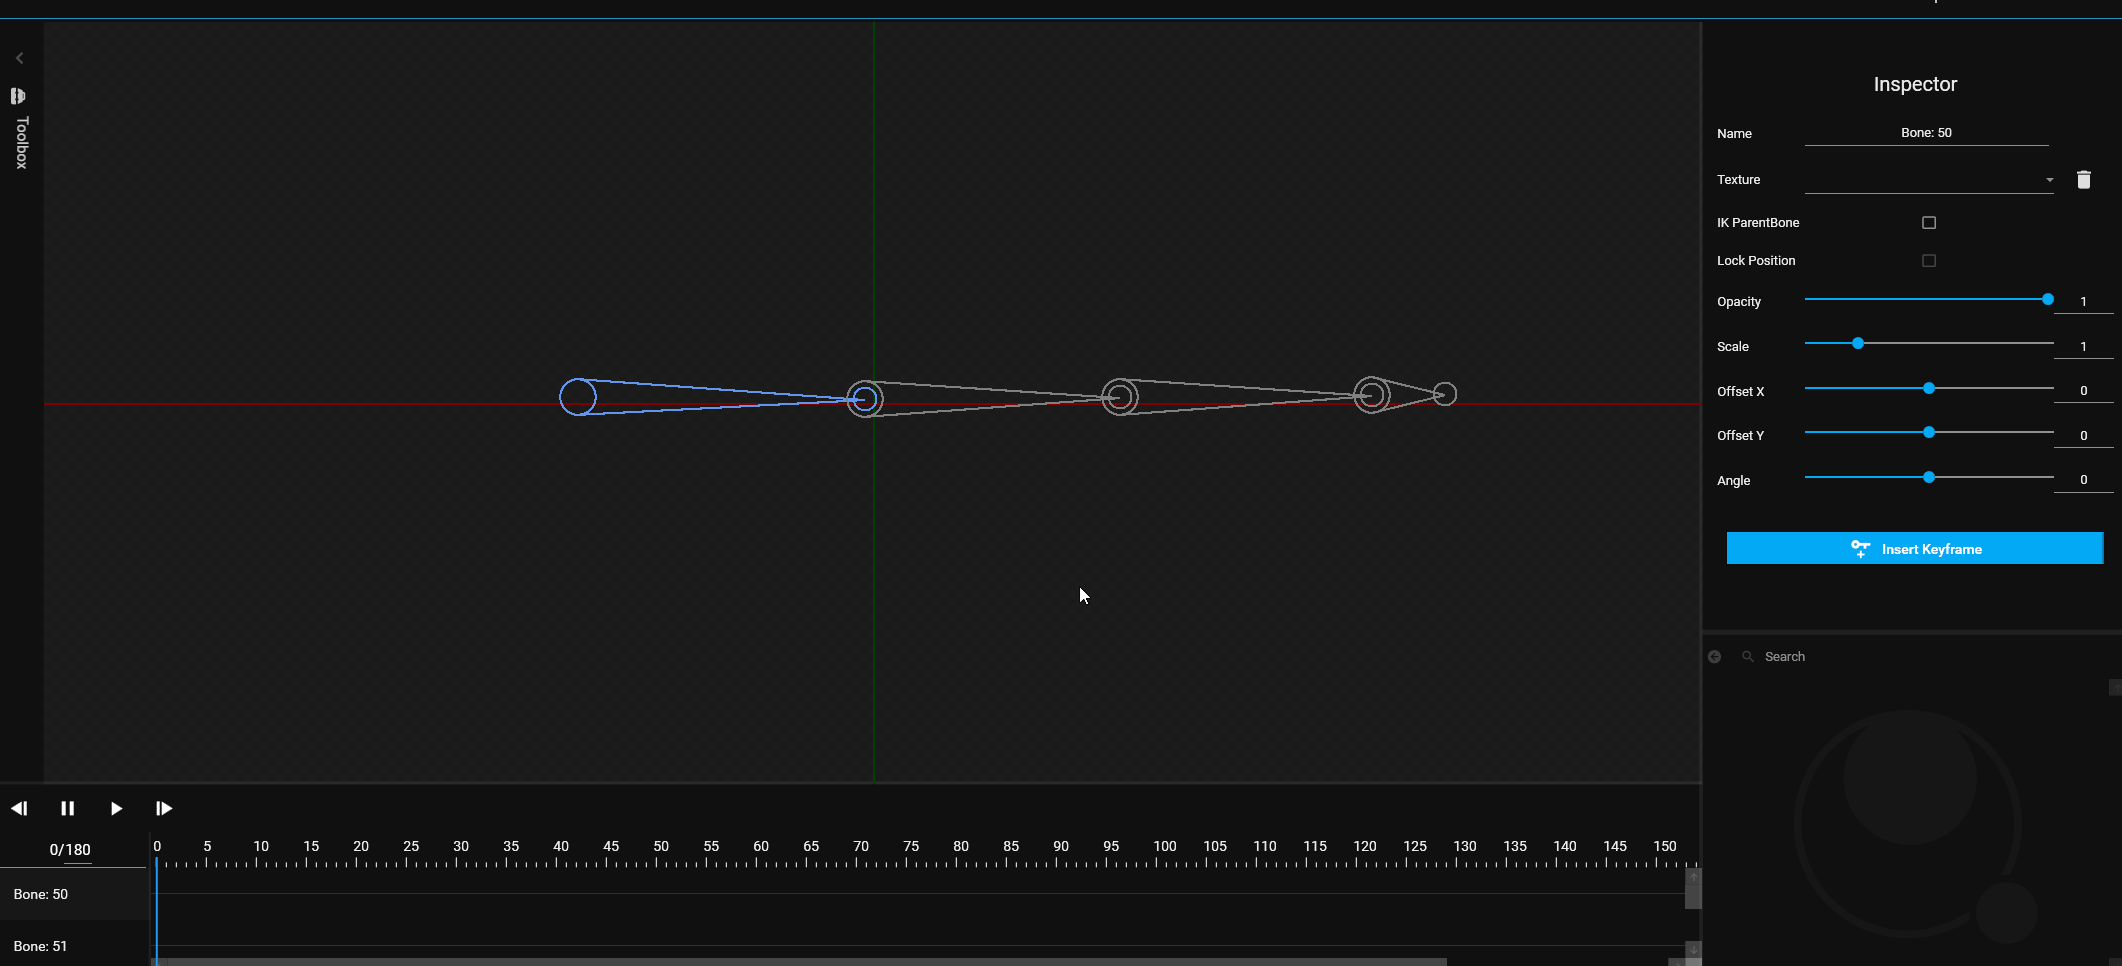 Toolbox
Inspector
Name Bone: 50
Texture
IK ParentBone
Lock Position
Opacity 1
Scale 1
Offset X 0
Offset Y 0
Angle 0
Insert Keyframe
Search
0/180 0 5 10 15 20 25 30 35 40 45 50 55 60 65 70 75 80 85 90 95 100 105 110 115 120 125 130 135 140 145 150
Bone: 50
Bone: 51